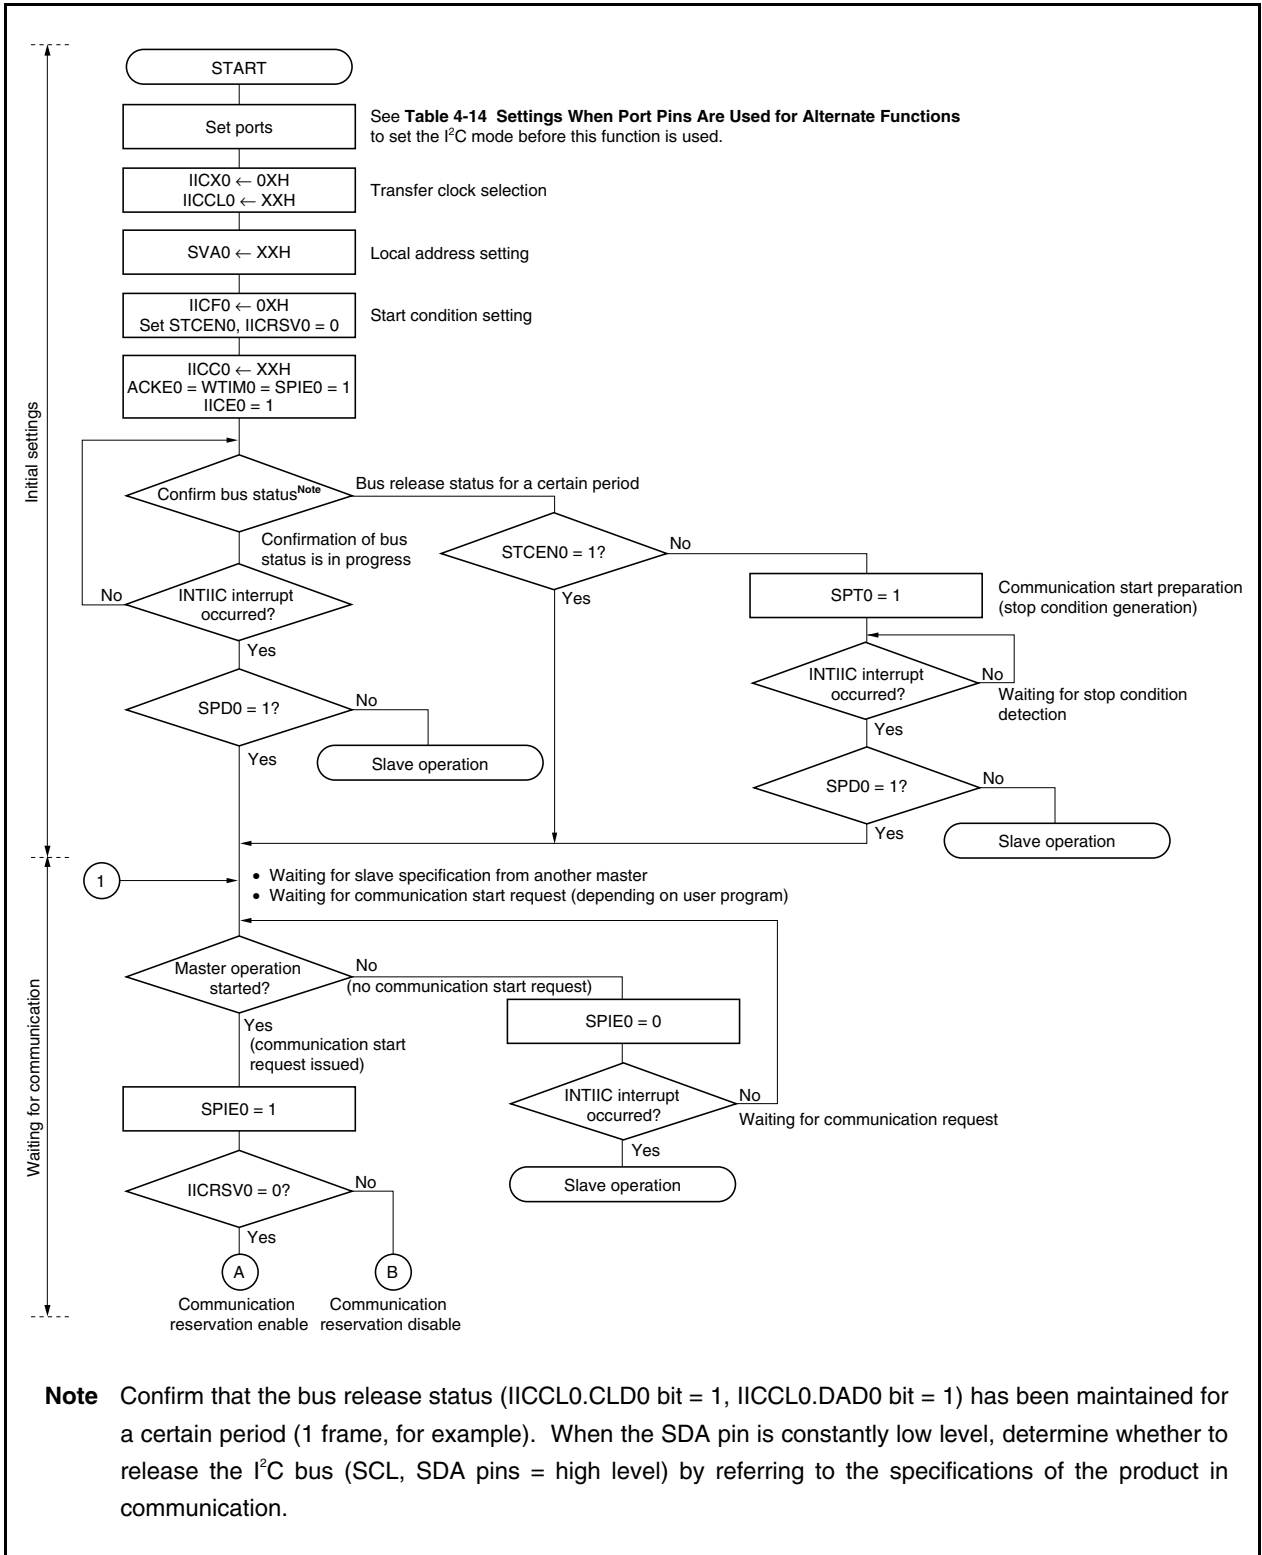 START
Set ports
See Table 4-14 Settings When Port Pins Are Used for Alternate Functions
to set the I²C mode before this function is used.
IICX0 ← 0XH
IICCL0 ← XXH
Transfer clock selection
SVA0 ← XXH
Local address setting
IICF0 ← 0XH
Set STCEN0, IICRSV0 = 0
Start condition setting
IICC0 ← XXH
ACKE0 = WTIM0 = SPIE0 = 1
IICE0 = 1
Initial settings
Confirm bus statusNote
Bus release status for a certain period
Confirmation of bus
status is in progress
STCEN0 = 1?
No
Yes
SPT0 = 1
Communication start preparation
(stop condition generation)
No
INTIIC interrupt
occurred?
Yes
INTIIC interrupt
occurred?
No
Waiting for stop condition
detection
Yes
SPD0 = 1?
No
Yes
Slave operation
SPD0 = 1?
No
Yes
Slave operation
1
• Waiting for slave specification from another master
• Waiting for communication start request (depending on user program)
Waiting for communication
Master operation
started?
No
(no communication start request)
Yes
(communication start
request issued)
SPIE0 = 0
INTIIC interrupt
occurred?
No
Waiting for communication request
Yes
Slave operation
SPIE0 = 1
IICRSV0 = 0?
No
Yes
A
B
Communication
reservation enable
Communication
reservation disable
Note Confirm that the bus release status (IICCL0.CLD0 bit = 1, IICCL0.DAD0 bit = 1) has been maintained for
a certain period (1 frame, for example). When the SDA pin is constantly low level, determine whether to
release the I²C bus (SCL, SDA pins = high level) by referring to the specifications of the product in
communication.